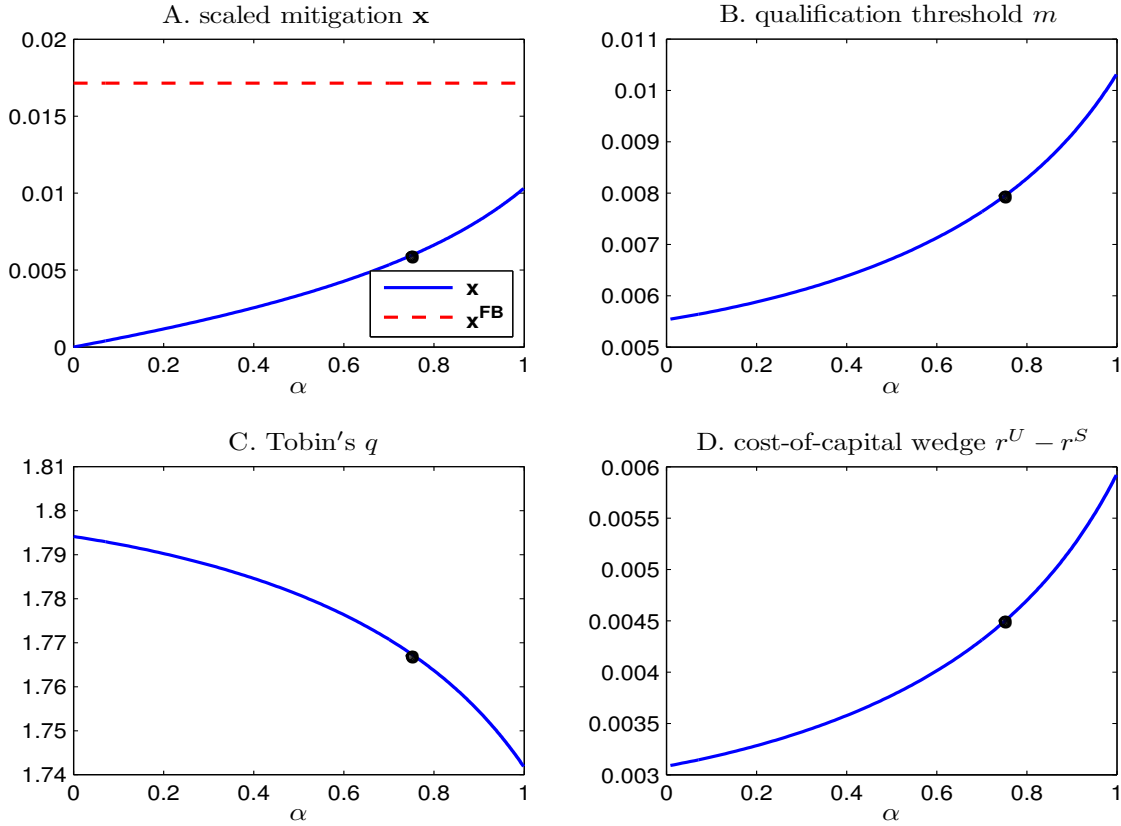 A. scaled mitigation x
0.02
0.015
0.01
0.005
0
0 0.2 0.4 0.6 0.8 1
α
x
x^FB
B. qualification threshold m
0.011
0.01
0.009
0.008
0.007
0.006
0.005
0 0.2 0.4 0.6 0.8 1
α
C. Tobin's q
1.81
1.8
1.79
1.78
1.77
1.76
1.75
1.74
0 0.2 0.4 0.6 0.8 1
α
D. cost-of-capital wedge r^U − r^S
0.006
0.0055
0.005
0.0045
0.004
0.0035
0.003
0 0.2 0.4 0.6 0.8 1
α